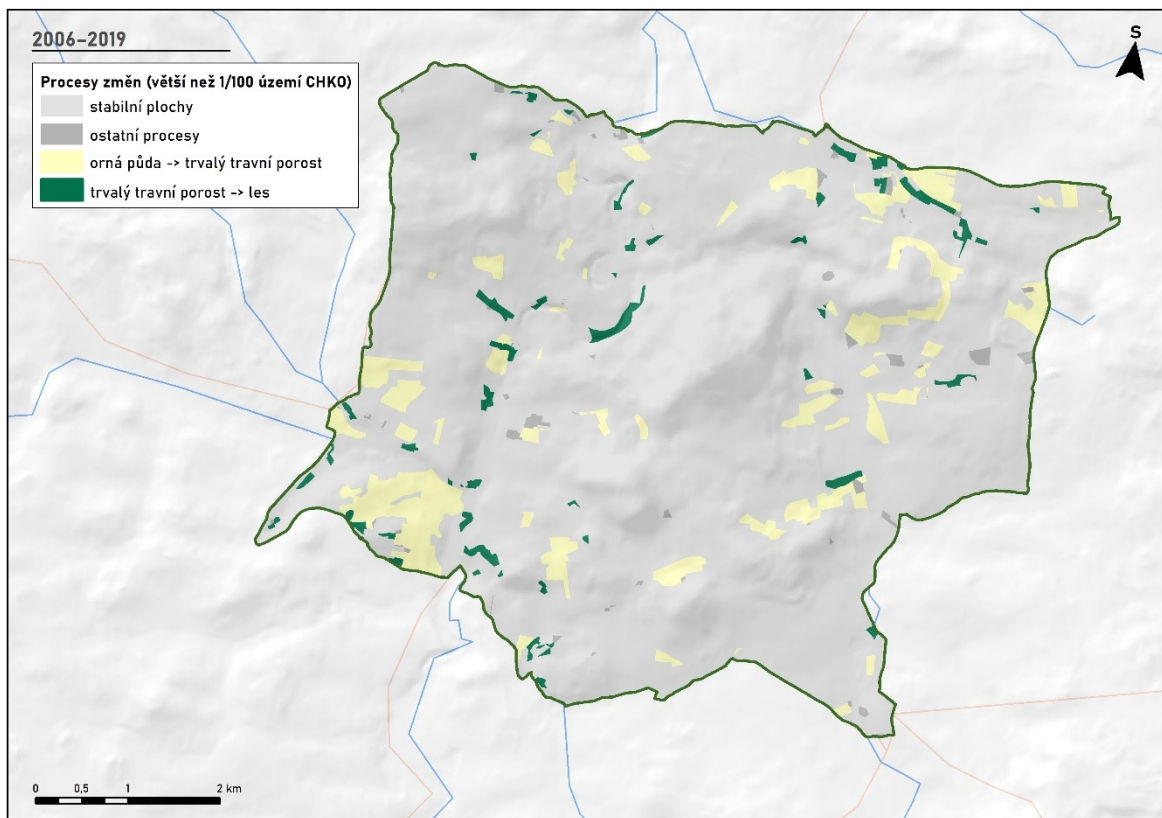 2006–2019
S
Procesy změn (větší než 1/100 území CHKO)
stabilní plochy
ostatní procesy
orná půda -> trvalý travní porost
trvalý travní porost -> les
0 0,5 1 2 km